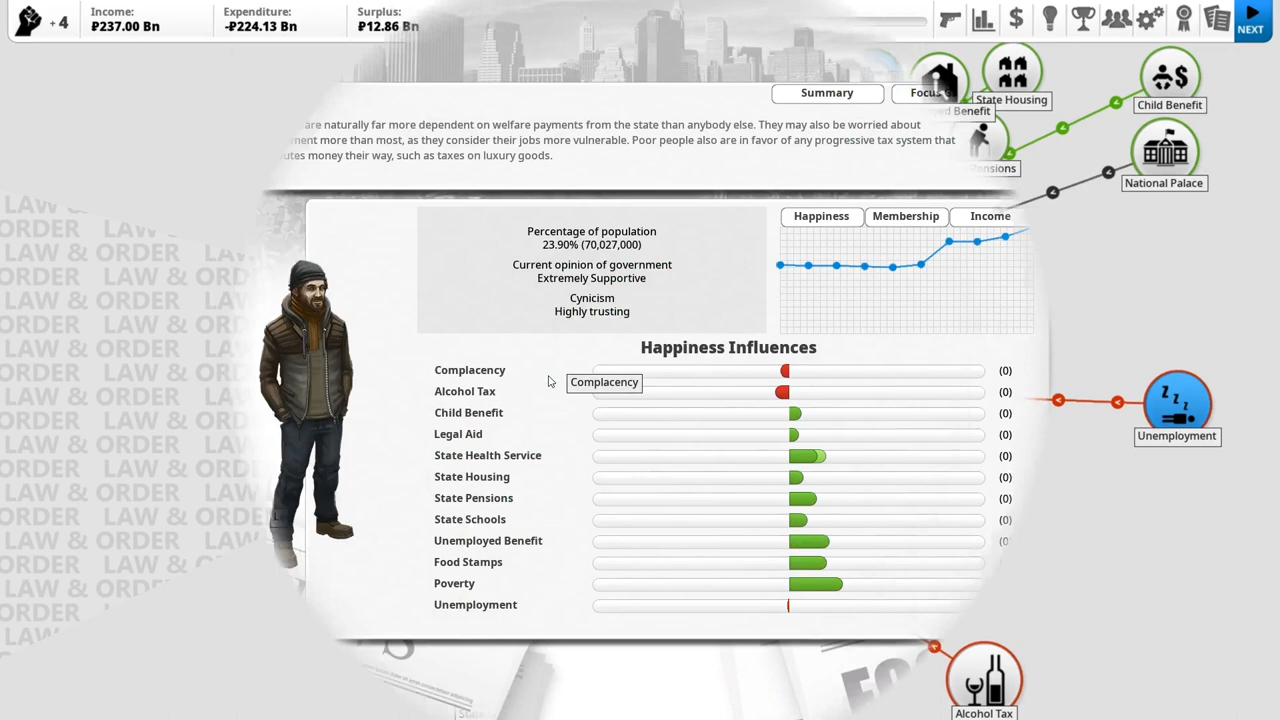 + 4
Income:
₽237.00 Bn
Expenditure:
-₽224.13 Bn
Surplus:
₽12.86 Bn
NEXT
Summary
State Housing
Child Benefit
Benefit
are naturally far more dependent on welfare payments from the state than anybody else. They may also be worried about
more than most, as they consider their jobs more vulnerable. Poor people also are in favor of any progressive tax system that
money their way, such as taxes on luxury goods.
National Palace
LAW & ORDER
Happiness
Membership
Income
Percentage of population
23.90% (70,027,000)
Current opinion of government
Extremely Supportive
Cynicism
Highly trusting
Happiness Influences
Complacency
(0)
Complacency
Alcohol Tax
(0)
Child Benefit
(0)
Legal Aid
(0)
State Health Service
(0)
State Housing
(0)
State Pensions
(0)
State Schools
(0)
Unemployed Benefit
Food Stamps
Poverty
Unemployment
Unemployment
Alcohol Tax